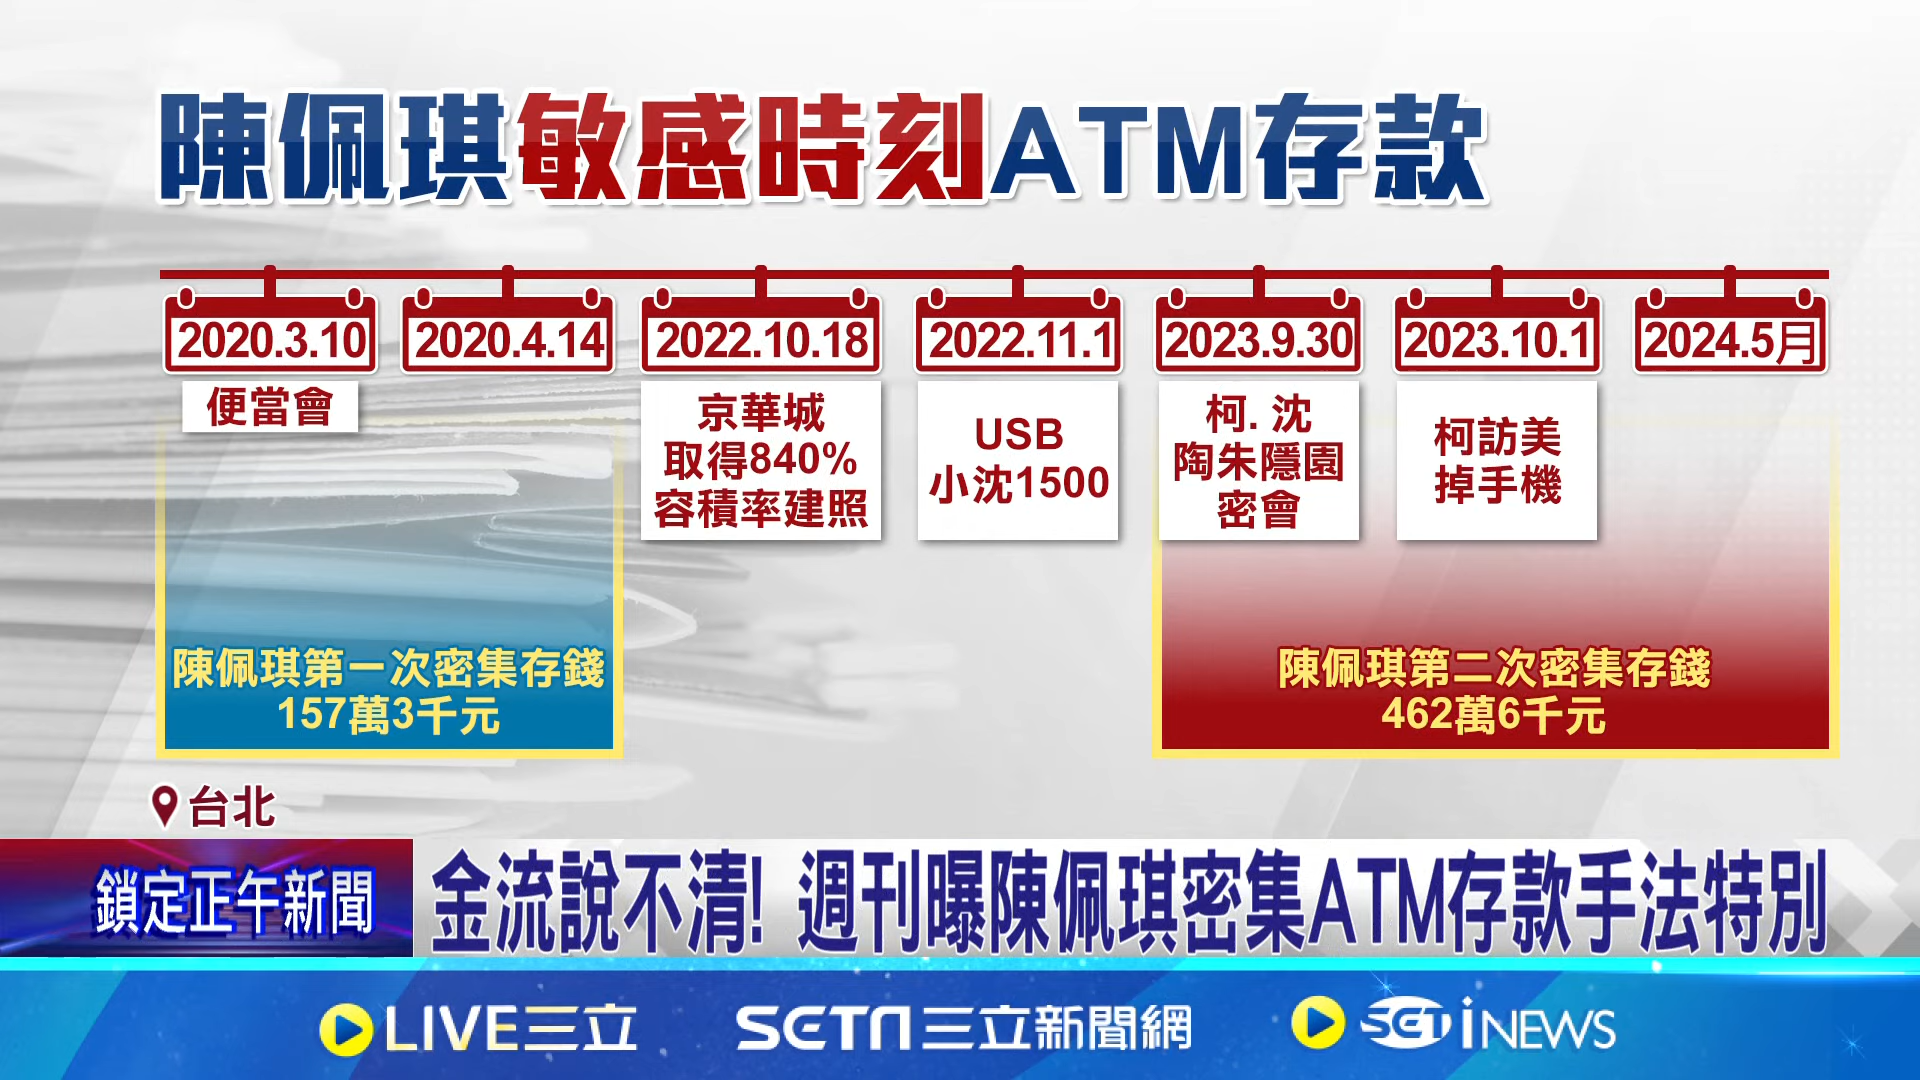 陳佩琪敏感時刻ATM存款
2020.3.10
2020.4.14
2022.10.18
2022.11.1
2023.9.30
2023.10.1
2024.5月
便當會
京華城
取得840%
容積率建照
USB
小沈1500
柯.沈
陶朱隱園
密會
柯訪美
掉手機
陳佩琪第一次密集存錢
157萬3千元
陳佩琪第二次密集存錢
462萬6千元
台北
鎖定正午新聞
金流說不清! 週刊曝陳佩琪密集ATM存款手法特別
LIVE三立
SETN三立新聞網
SET iNEWS